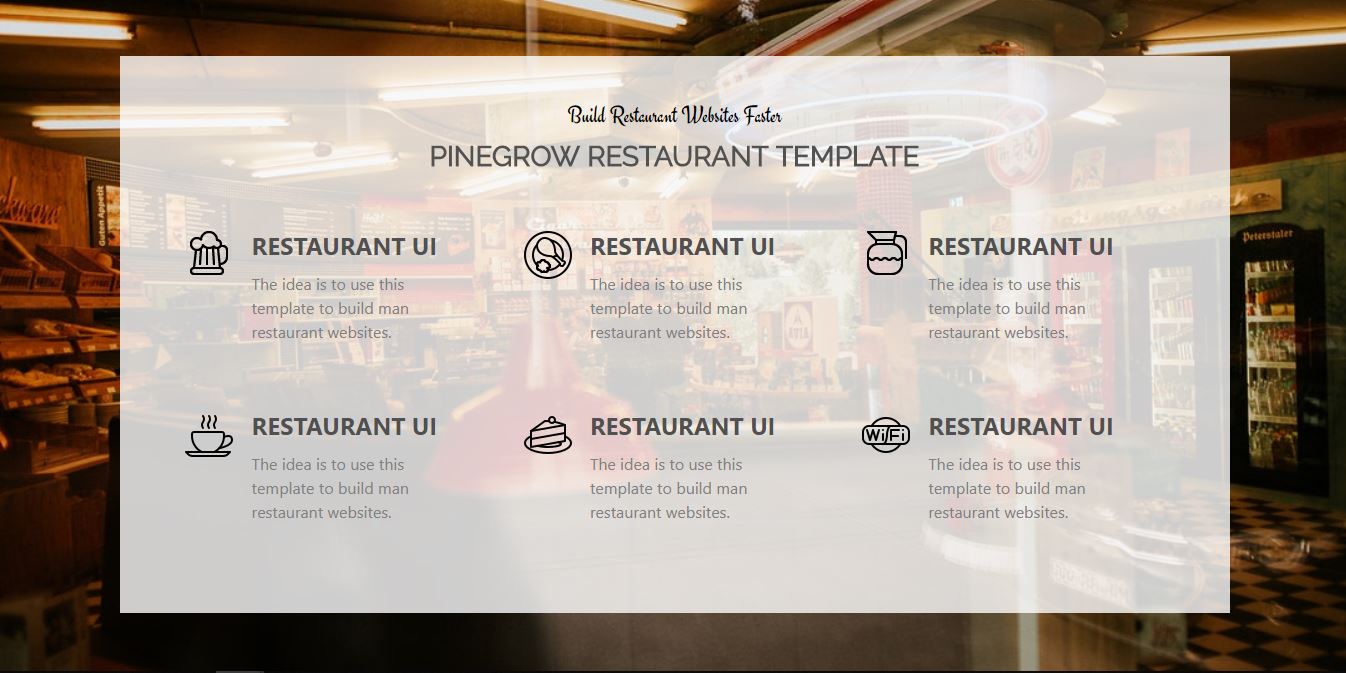 Build Restaurant Websites Faster
PINEGROW RESTAURANT TEMPLATE
RESTAURANT UI
The idea is to use this
template to build man
restaurant websites.
RESTAURANT UI
The idea is to use this
template to build man
restaurant websites.
RESTAURANT UI
The idea is to use this
template to build man
restaurant websites.
RESTAURANT UI
The idea is to use this
template to build man
restaurant websites.
RESTAURANT UI
The idea is to use this
template to build man
restaurant websites.
WiFi
RESTAURANT UI
The idea is to use this
template to build man
restaurant websites.
Guten Appetit
Peterstaler